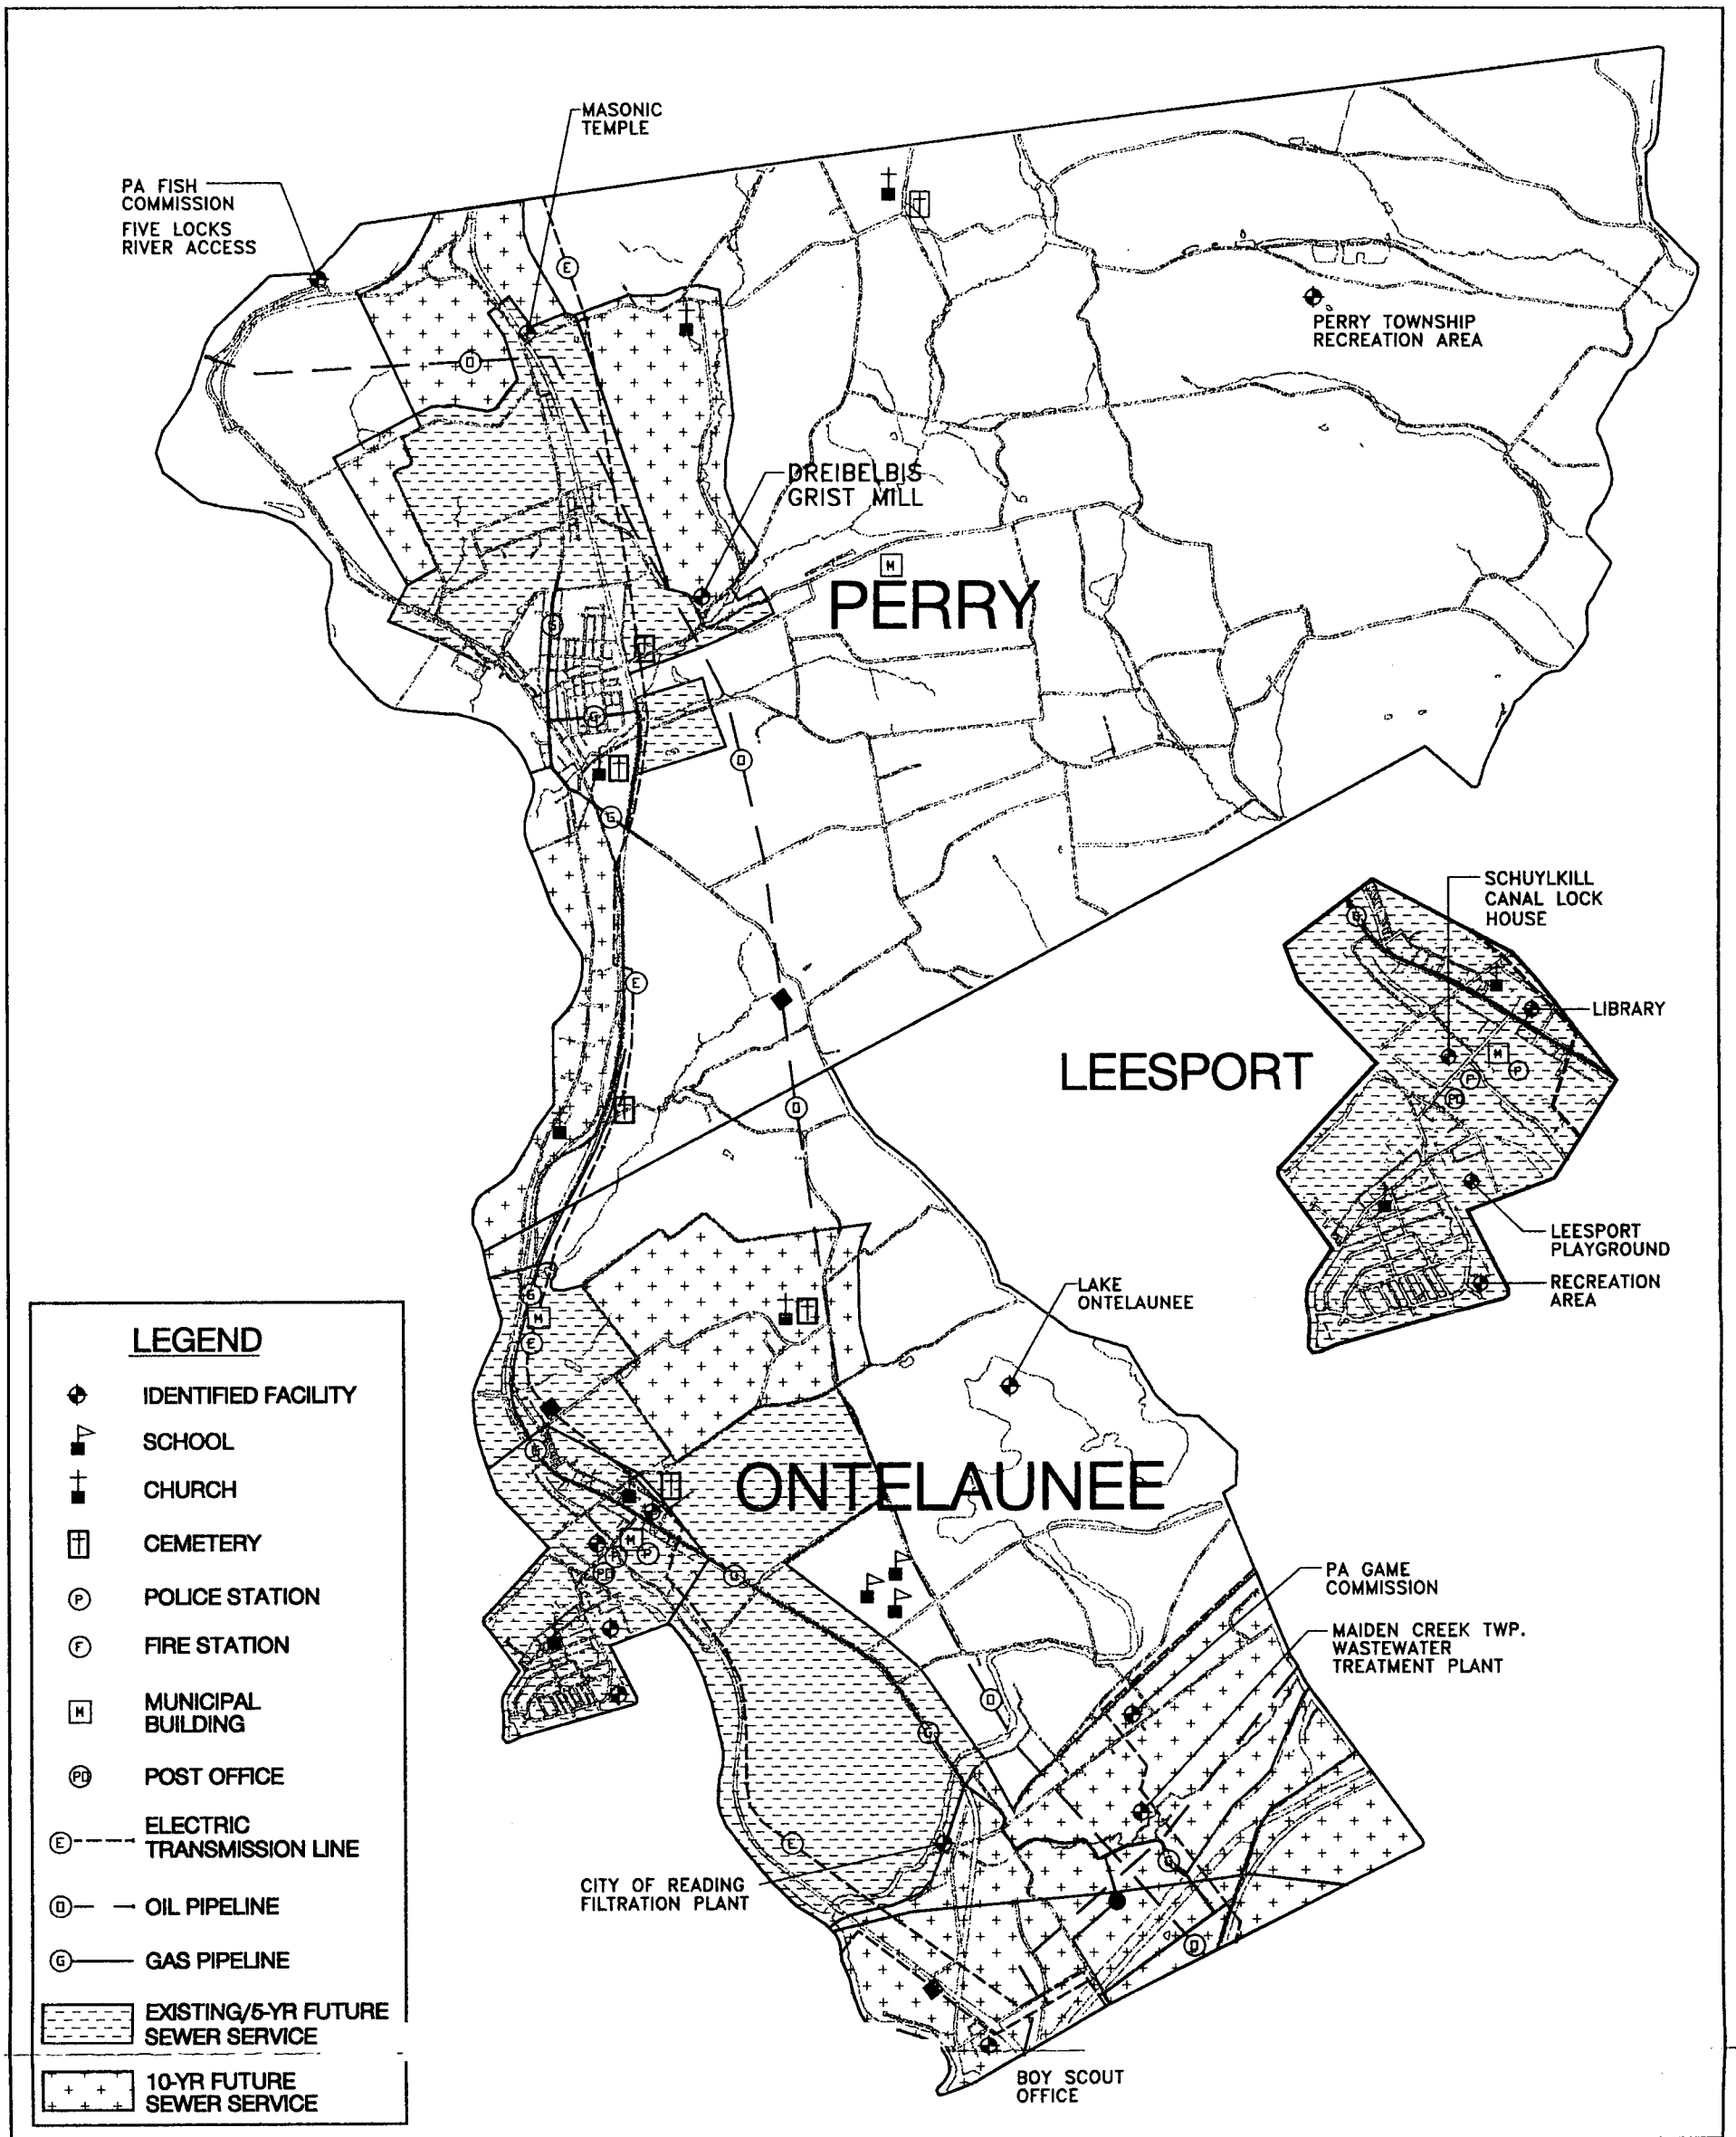 MASONIC
TEMPLE
PA FISH
COMMISSION
FIVE LOCKS
RIVER ACCESS
E
PERRY TOWNSHIP
RECREATION AREA
O
DREIBELBIS
GRIST MILL
M
PERRY
G
G
O
G
SCHUYLKILL
CANAL LOCK
HOUSE
G
E
LIBRARY
LEESPORT
M
P
F
PO
O
LEESPORT
PLAYGROUND
RECREATION
AREA
LAKE
ONTELAUNEE
G
M
E
G
ONTELAUNEE
M
F
P
PO
G
PA GAME
COMMISSION
MAIDEN CREEK TWP.
WASTEWATER
TREATMENT PLANT
O
G
E
G
CITY OF READING
FILTRATION PLANT
O
BOY SCOUT
OFFICE
LEGEND
IDENTIFIED FACILITY
SCHOOL
CHURCH
CEMETERY
P POLICE STATION
F FIRE STATION
M MUNICIPAL
BUILDING
PO POST OFFICE
E ELECTRIC
TRANSMISSION LINE
O OIL PIPELINE
G GAS PIPELINE
EXISTING/5-YR FUTURE
SEWER SERVICE
10-YR FUTURE
SEWER SERVICE